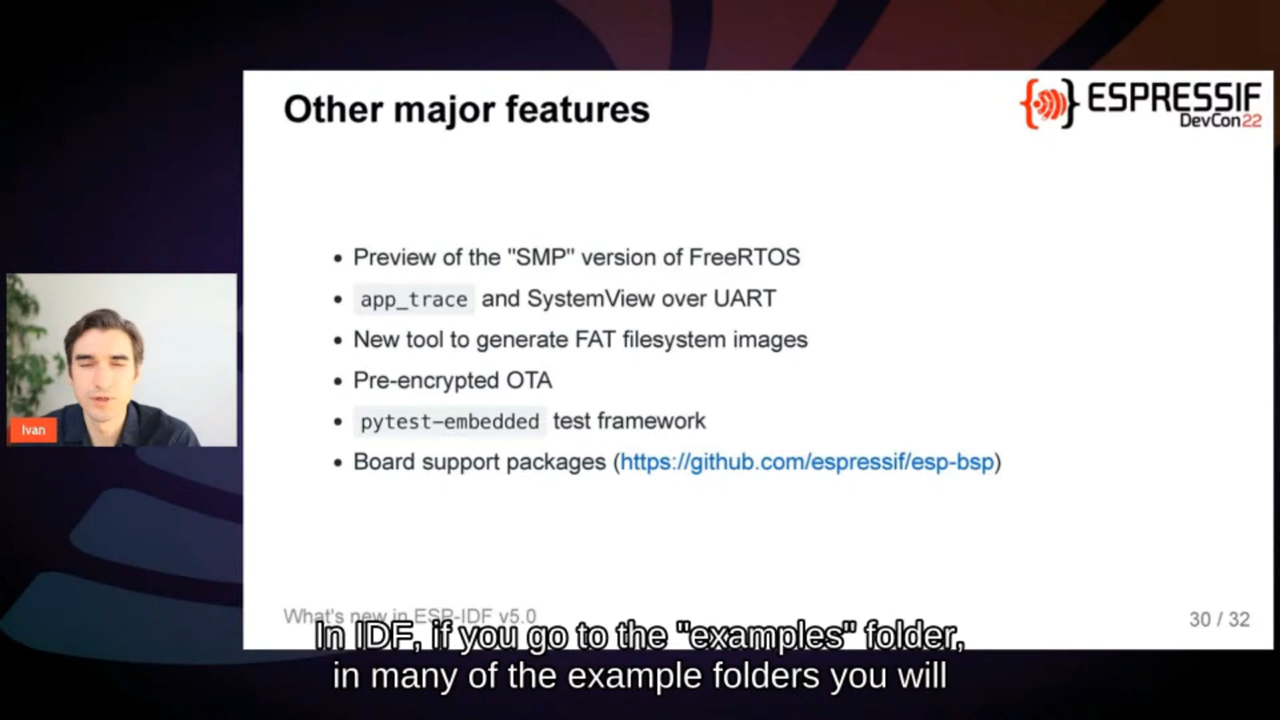 Other major features
ESPRESSIF
DevCon22
• Preview of the "SMP" version of FreeRTOS
• app_trace and SystemView over UART
• New tool to generate FAT filesystem images
• Pre-encrypted OTA
• pytest-embedded test framework
• Board support packages (https://github.com/espressif/esp-bsp)
Ivan
What's new in ESP-IDF v5.0
30 / 32
In IDF, if you go to the "examples" folder,
in many of the example folders you will